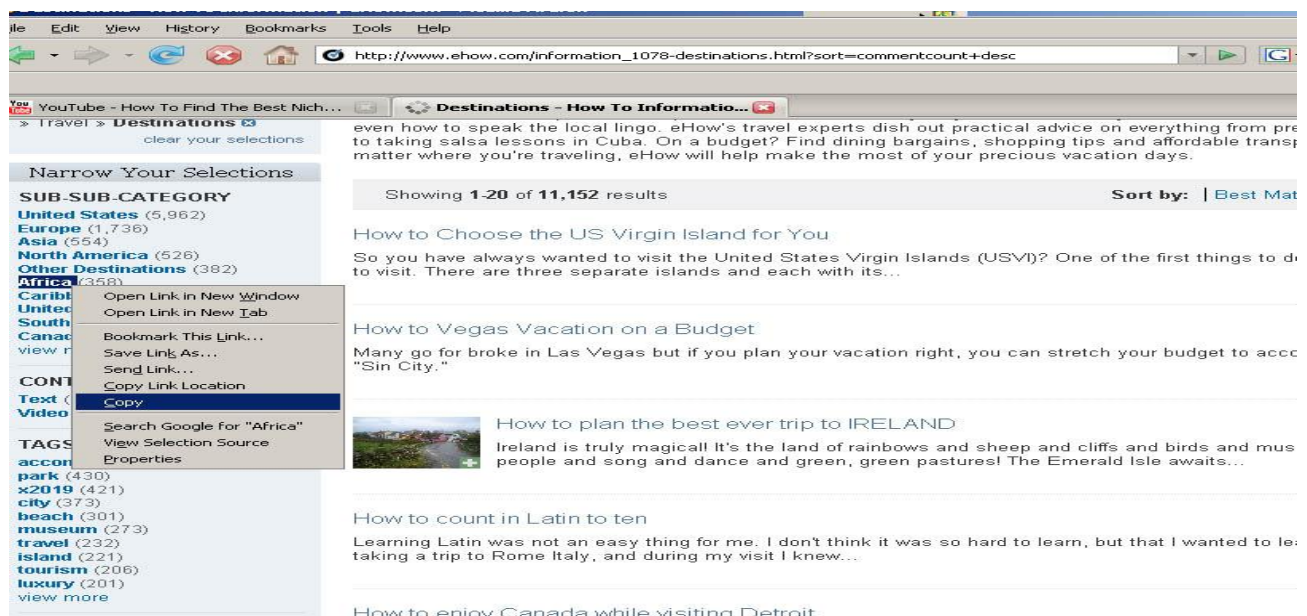 File Edit View History Bookmarks Tools Help
http://www.ehow.com/information_1078-destinations.html?sort=commentcount+desc
YouTube - How To Find The Best Nich...
Destinations - How To Informatio...
» Travel » Destinations
clear your selections
Narrow Your Selections
SUB-SUB-CATEGORY
United States (5,962)
Europe (1,736)
Asia (554)
North America (526)
Other Destinations (382)
Africa (358)
Caribb
United
South
Canad
view r
CONT
Text (
Video
TAGS
accon
park (430)
x2019 (421)
city (373)
beach (301)
museum (273)
travel (232)
island (221)
tourism (206)
luxury (201)
view more
Open Link in New Window
Open Link in New Tab
Bookmark This Link...
Save Link As...
Send Link...
Copy Link Location
Copy
Search Google for "Africa"
View Selection Source
Properties
even how to speak the local lingo. eHow's travel experts dish out practical advice on everything from pre
to taking salsa lessons in Cuba. On a budget? Find dining bargains, shopping tips and affordable transp
matter where you're traveling, eHow will help make the most of your precious vacation days.
Showing 1-20 of 11,152 results
Sort by: | Best Mat
How to Choose the US Virgin Island for You
So you have always wanted to visit the United States Virgin Islands (USVI)? One of the first things to d
to visit. There are three separate islands and each with its...
How to Vegas Vacation on a Budget
Many go for broke in Las Vegas but if you plan your vacation right, you can stretch your budget to acco
"Sin City."
How to plan the best ever trip to IRELAND
Ireland is truly magical! It's the land of rainbows and sheep and cliffs and birds and mus
people and song and dance and green, green pastures! The Emerald Isle awaits...
How to count in Latin to ten
Learning Latin was not an easy thing for me. I don't think it was so hard to learn, but that I wanted to lea
taking a trip to Rome Italy, and during my visit I knew...
How to enjoy Canada while visiting Detroit